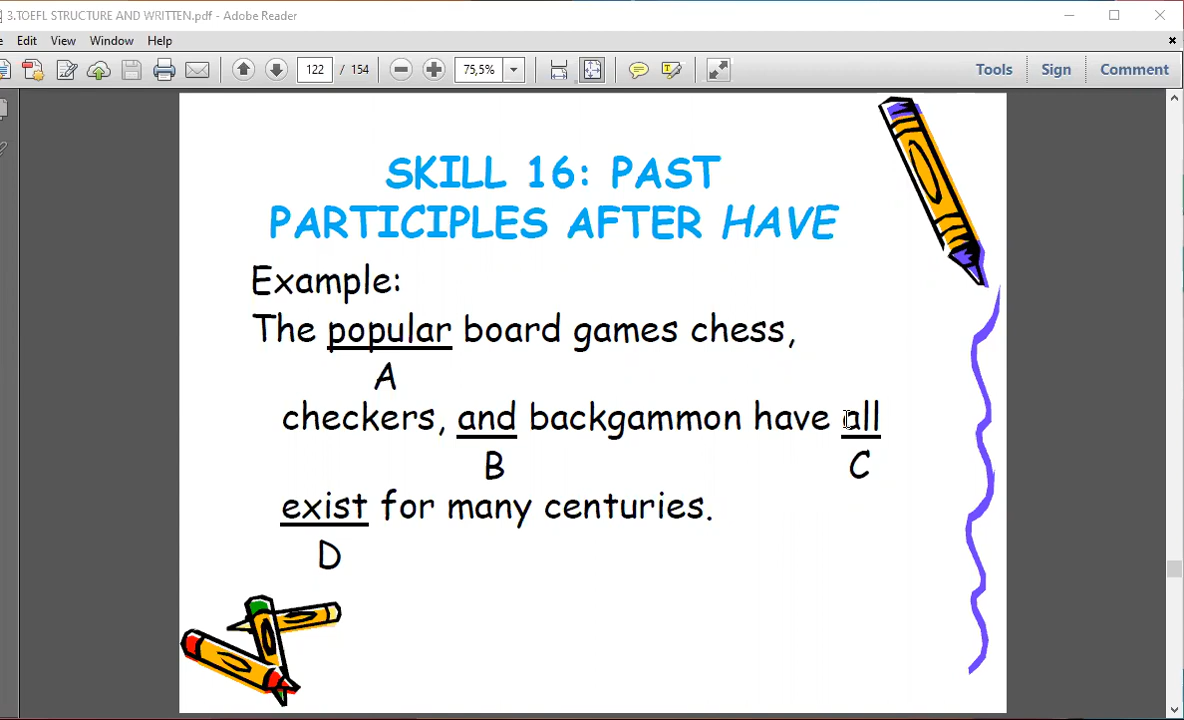 3.TOEFL STRUCTURE AND WRITTEN.pdf - Adobe Reader
Edit View Window Help
122 / 154 75,5% Tools Sign Comment
SKILL 16: PAST
PARTICIPLES AFTER HAVE
Example:
The popular board games chess,
A
checkers, and backgammon have all
B C
exist for many centuries.
D